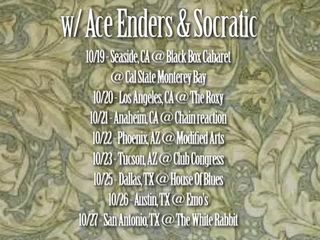 w/ Ace Enders & Socratic
10/19 - Seaside, CA @ Black Box Cabaret
@ Cal State Monterey Bay
10/20 - Los Angeles, CA @ The Roxy
10/21 - Anaheim, CA @ Chain reaction
10/22 - Phoenix, AZ @ Modified Arts
10/23 - Tucson, AZ @ Club Congress
10/25 - Dallas, TX @ House Of Blues
10/26 - Austin, TX @ Emo's
10/27 - San Antonio, TX @ The White Rabbit